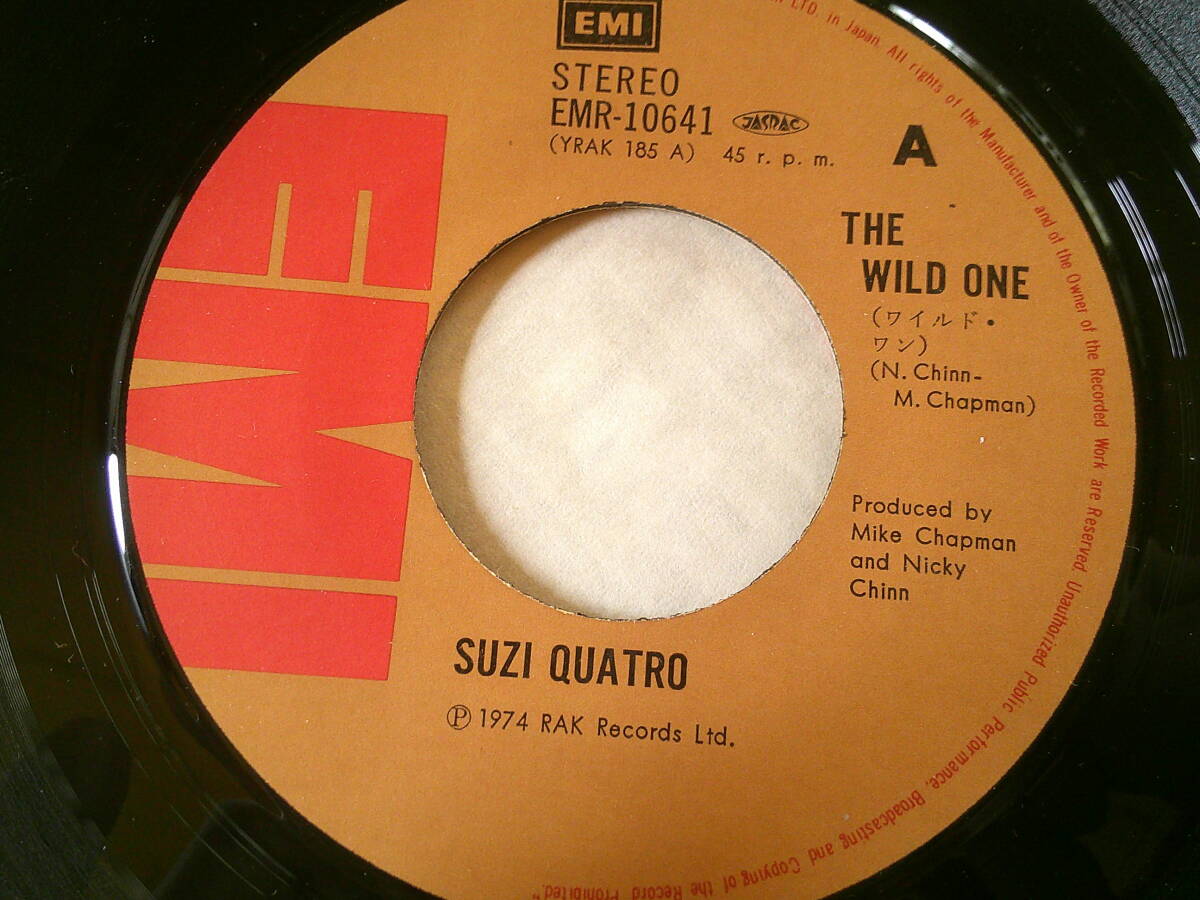 EMI
STEREO
EMR-10641 JASRAC
(YRAK 185 A) 45 r. p. m.
A
THE
WILD ONE
(ワイルド・
ワン)
(N. Chinn-
M. Chapman)
Produced by
Mike Chapman
and Nicky
Chinn
EMI
SUZI QUATRO
Ⓟ 1974 RAK Records Ltd.
LTD. in Japan. All rights of the Manufacturer and of the Owner of the Recorded Work are Reserved. Unauthorized Public Performance, Broadcasting and Copying of the Record Prohibited."